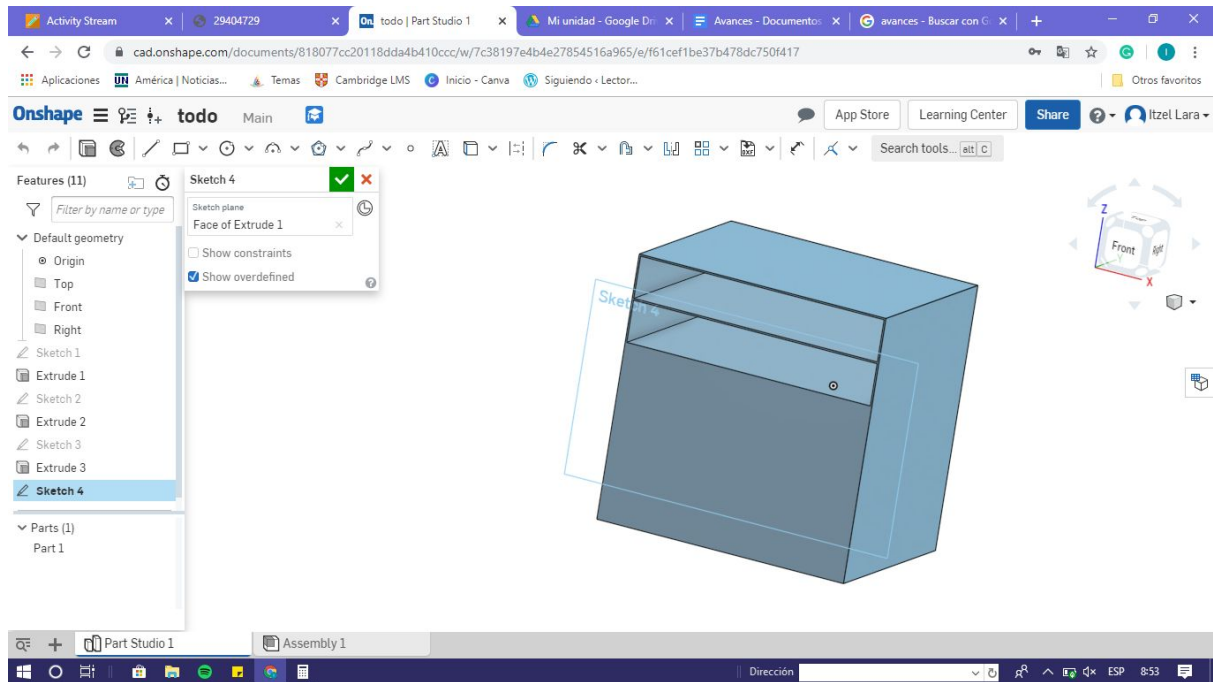 Activity Stream
29404729
On. todo | Part Studio 1
Mi unidad - Google Dri
Avances - Documentos
avances - Buscar con G
cad.onshape.com/documents/818077cc20118dda4b410ccc/w/7c38197e4b4e27854516a965/e/f61cef1be37b478dc750f417
Aplicaciones
UN América | Noticias...
Temas
Cambridge LMS
Inicio - Canva
Siguiendo ‹ Lector...
Otros favoritos
Onshape
todo
Main
App Store
Learning Center
Share
Itzel Lara
Search tools... alt C
Features (11)
Filter by name or type
Default geometry
Origin
Top
Front
Right
Sketch 1
Extrude 1
Sketch 2
Extrude 2
Sketch 3
Extrude 3
Sketch 4
Parts (1)
Part 1
Sketch 4
Sketch plane
Face of Extrude 1
Show constraints
Show overdefined
Sketch 4
Z
Front
Right
Y
X
Part Studio 1
Assembly 1
Dirección
ESP
8:53